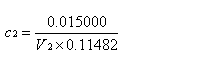 c₂ = 0.015000 / V₂×0.11482